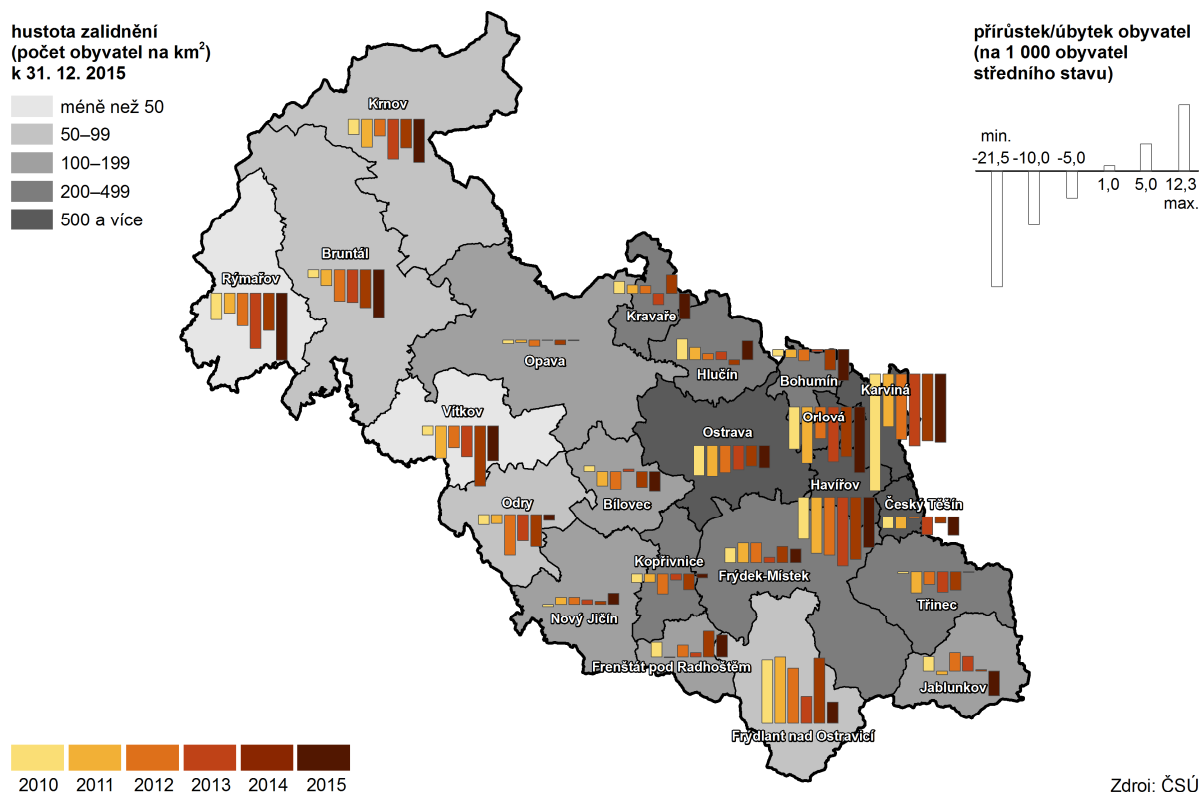 hustota zalidnění
(počet obyvatel na km²)
k 31. 12. 2015
méně než 50
50–99
100–199
200–499
500 a více
přírůstek/úbytek obyvatel
(na 1 000 obyvatel
středního stavu)
min.
-21,5 -10,0 -5,0
1,0 5,0 12,3
max.
Krnov
Bruntál
Rýmařov
Kravaře
Opava
Hlučín
Bohumín
Karviná
Vítkov
Orlová
Ostrava
Havířov
Odry
Bílovec
Český Těšín
Kopřivnice
Frýdek-Místek
Třinec
Nový Jičín
Frenštát pod Radhoštěm
Jablunkov
Frýdlant nad Ostravicí
2010 2011 2012 2013 2014 2015
Zdroj: ČSÚ